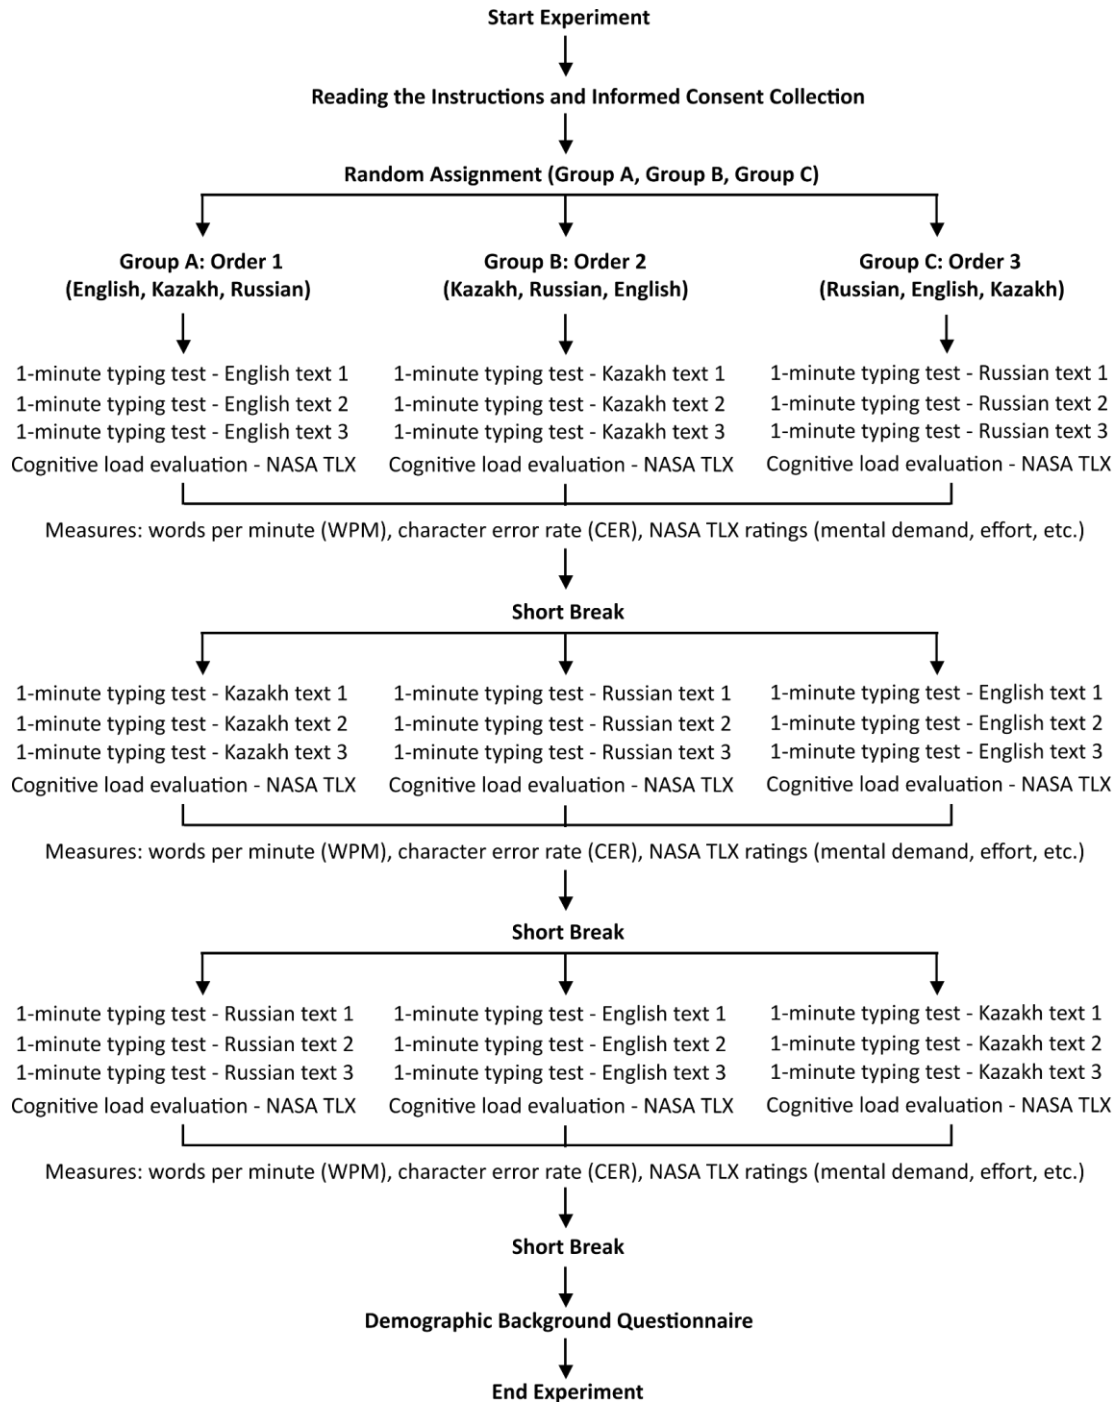 Start Experiment
Reading the Instructions and Informed Consent Collection
Random Assignment (Group A, Group B, Group C)
Group A: Order 1
(English, Kazakh, Russian)
Group B: Order 2
(Kazakh, Russian, English)
Group C: Order 3
(Russian, English, Kazakh)
1-minute typing test - English text 1
1-minute typing test - English text 2
1-minute typing test - English text 3
Cognitive load evaluation - NASA TLX
1-minute typing test - Kazakh text 1
1-minute typing test - Kazakh text 2
1-minute typing test - Kazakh text 3
Cognitive load evaluation - NASA TLX
1-minute typing test - Russian text 1
1-minute typing test - Russian text 2
1-minute typing test - Russian text 3
Cognitive load evaluation - NASA TLX
Measures: words per minute (WPM), character error rate (CER), NASA TLX ratings (mental demand, effort, etc.)
Short Break
1-minute typing test - Kazakh text 1
1-minute typing test - Kazakh text 2
1-minute typing test - Kazakh text 3
Cognitive load evaluation - NASA TLX
1-minute typing test - Russian text 1
1-minute typing test - Russian text 2
1-minute typing test - Russian text 3
Cognitive load evaluation - NASA TLX
1-minute typing test - English text 1
1-minute typing test - English text 2
1-minute typing test - English text 3
Cognitive load evaluation - NASA TLX
Measures: words per minute (WPM), character error rate (CER), NASA TLX ratings (mental demand, effort, etc.)
Short Break
1-minute typing test - Russian text 1
1-minute typing test - Russian text 2
1-minute typing test - Russian text 3
Cognitive load evaluation - NASA TLX
1-minute typing test - English text 1
1-minute typing test - English text 2
1-minute typing test - English text 3
Cognitive load evaluation - NASA TLX
1-minute typing test - Kazakh text 1
1-minute typing test - Kazakh text 2
1-minute typing test - Kazakh text 3
Cognitive load evaluation - NASA TLX
Measures: words per minute (WPM), character error rate (CER), NASA TLX ratings (mental demand, effort, etc.)
Short Break
Demographic Background Questionnaire
End Experiment